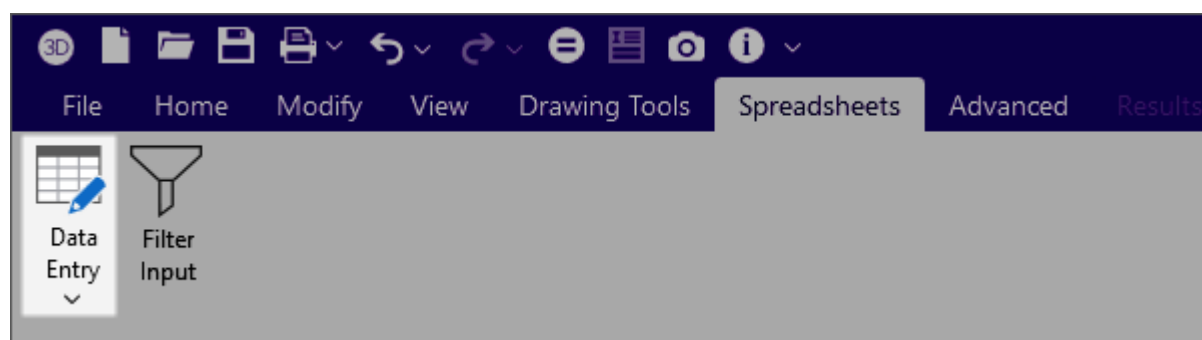 3D
File Home Modify View Drawing Tools Spreadsheets Advanced Results
Data Filter
Entry Input